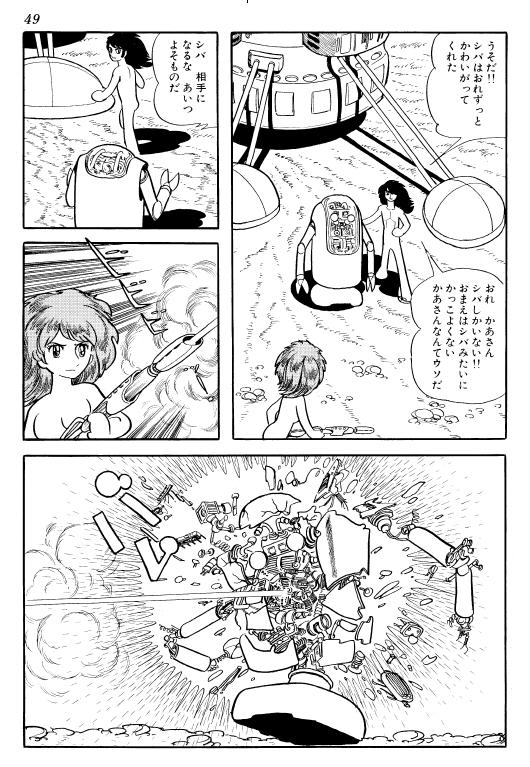 49
うそだ!!
シバはおれずっと
かわいがって
くれた
おれ かあさん
シバしかいない!!
おまえはシバみたいに
かっこよくない
かあさんなんてゥソだ
シバ 相手に
なるな あいつ
よそものだ
バーン